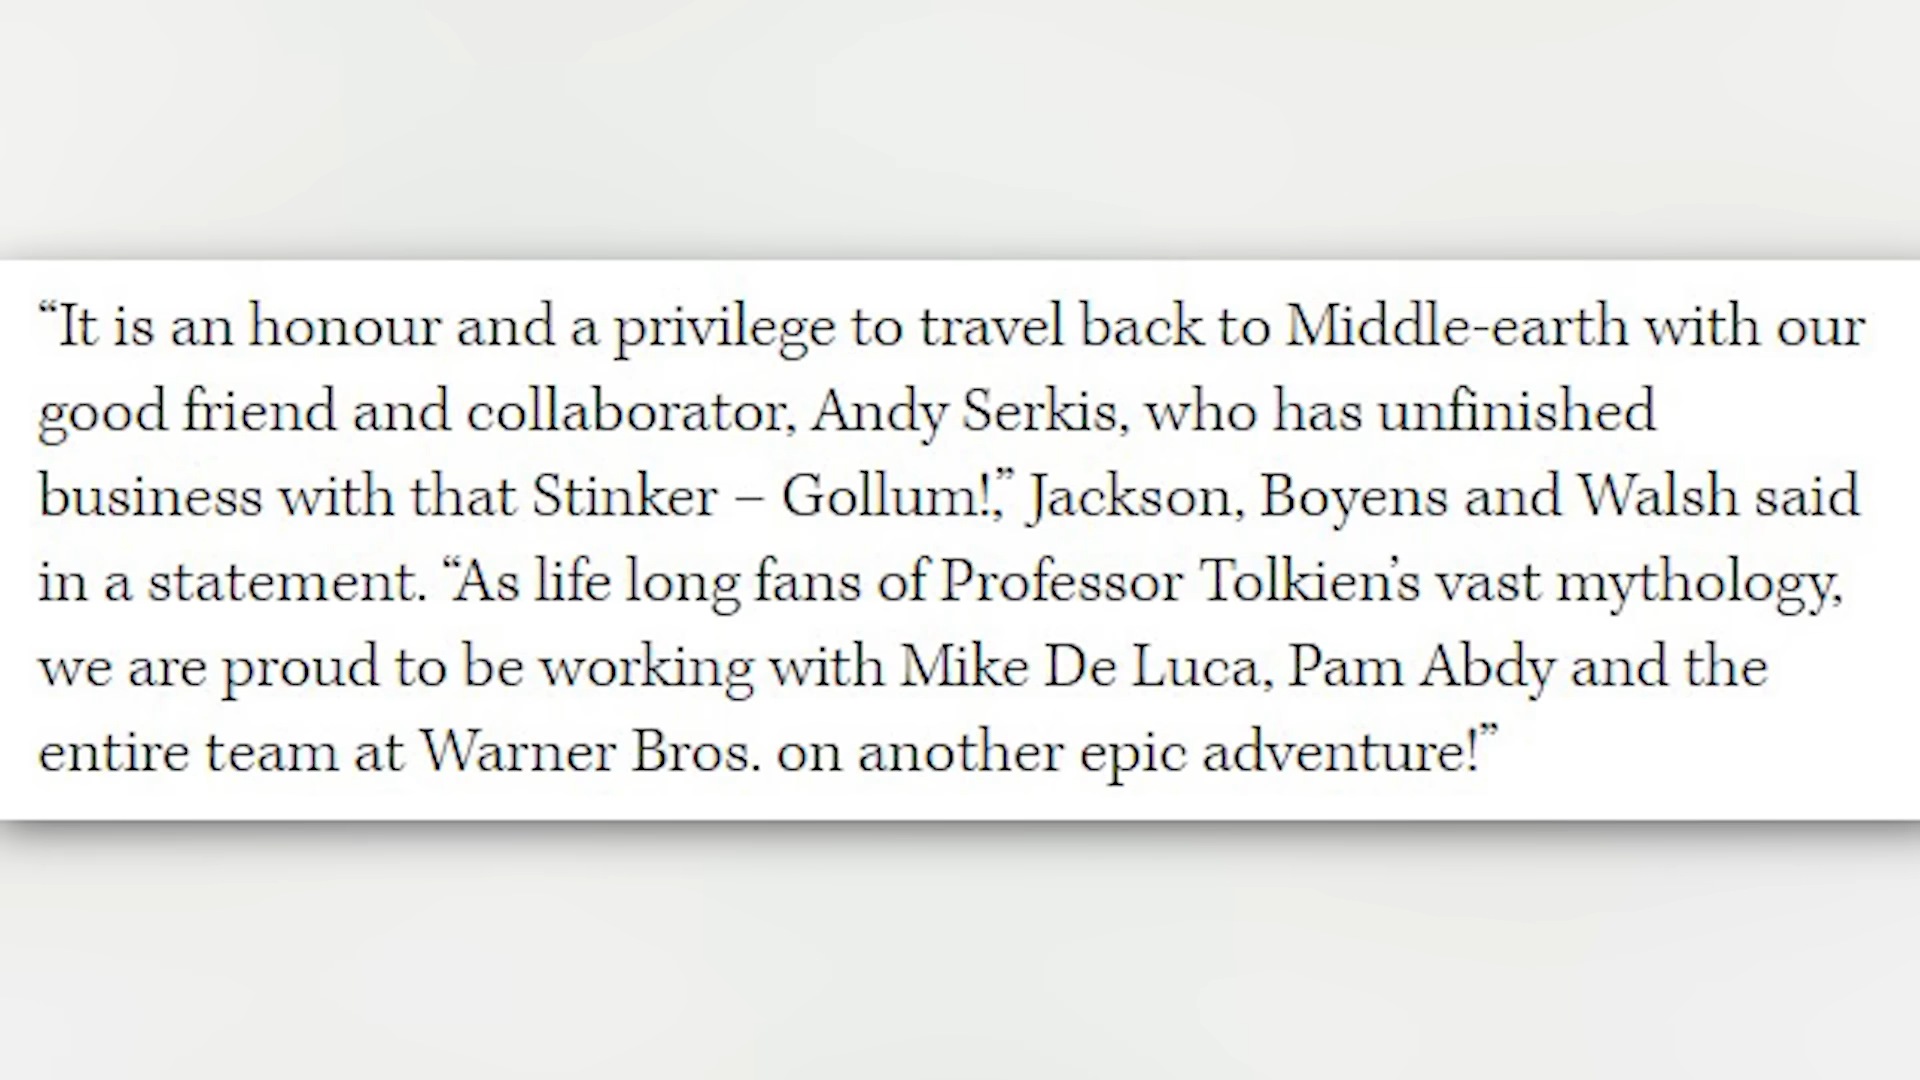 “It is an honour and a privilege to travel back to Middle-earth with our
good friend and collaborator, Andy Serkis, who has unfinished
business with that Stinker – Gollum!,” Jackson, Boyens and Walsh said
in a statement. “As life long fans of Professor Tolkien’s vast mythology,
we are proud to be working with Mike De Luca, Pam Abdy and the
entire team at Warner Bros. on another epic adventure!”